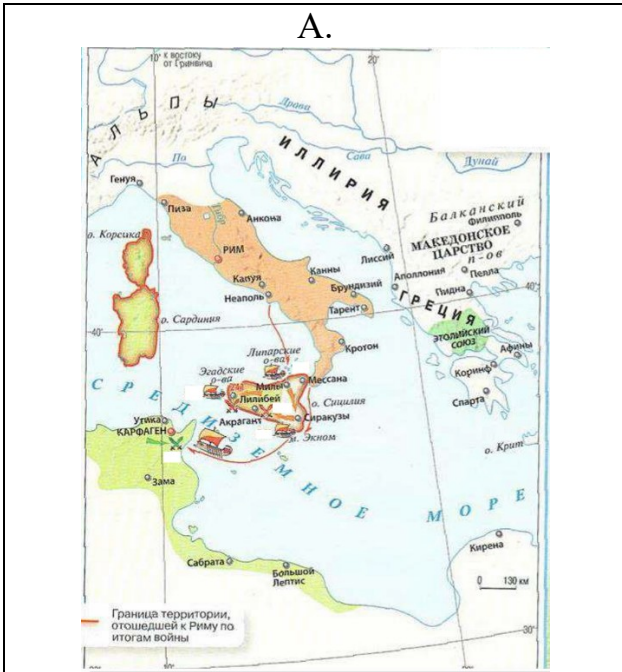 А.
10° к востоку
от Гринвича
20°
АЛЬПЫ
Драва
ИЛЛИРИЯ
Сава
Дунай
По
Генуя
Пиза
Анкона
Тибр
Балканский
Филипполь
о. Корсика
РИМ
МАКЕДОНСКОЕ
ЦАРСТВО
п-ов
Лиссий
Канны
Аполлония
Пелла
Капуя
Неаполь
Брундизий
Пидна
40°
Тарент
ГРЕЦИЯ
ЭТОЛИЙСКИЙ
СОЮЗ
о. Сардиния
40°
Кротон
Афины
Липарские
о-ва
Эгадские
о-ва
Коринф
Милы
Мессана
Спарта
Лилибей
о. Сицилия
СРЕДИЗЕМНОЕ МОРЕ
Утика
Акрагант
Сиракузы
КАРФАГЕН
м. Экном
о. Крит
Зама
Кирена
Сабрата
Большой
Лептис
0 130 км
Граница территории,
отошедшей к Риму по
итогам войны
30°